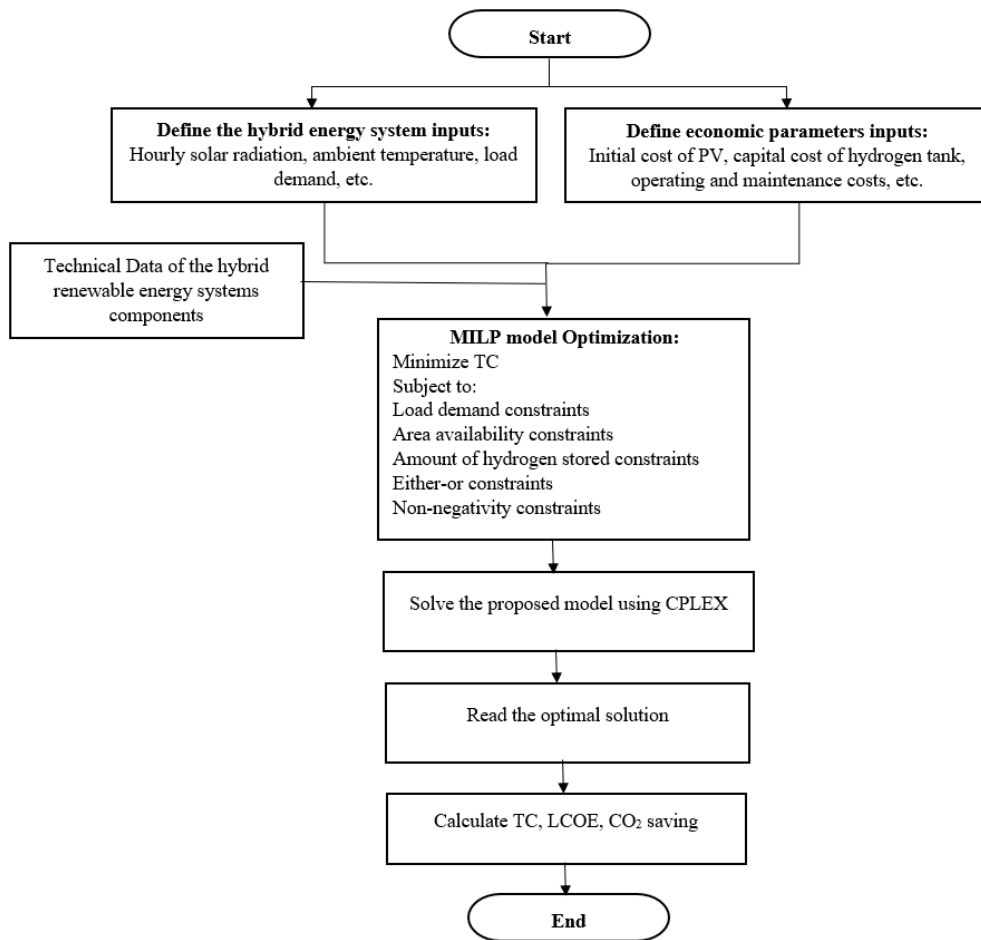 Start
Define the hybrid energy system inputs:
Hourly solar radiation, ambient temperature, load
demand, etc.
Define economic parameters inputs:
Initial cost of PV, capital cost of hydrogen tank,
operating and maintenance costs, etc.
Technical Data of the hybrid
renewable energy systems
components
MILP model Optimization:
Minimize TC
Subject to:
Load demand constraints
Area availability constraints
Amount of hydrogen stored constraints
Either-or constraints
Non-negativity constraints
Solve the proposed model using CPLEX
Read the optimal solution
Calculate TC, LCOE, CO₂ saving
End